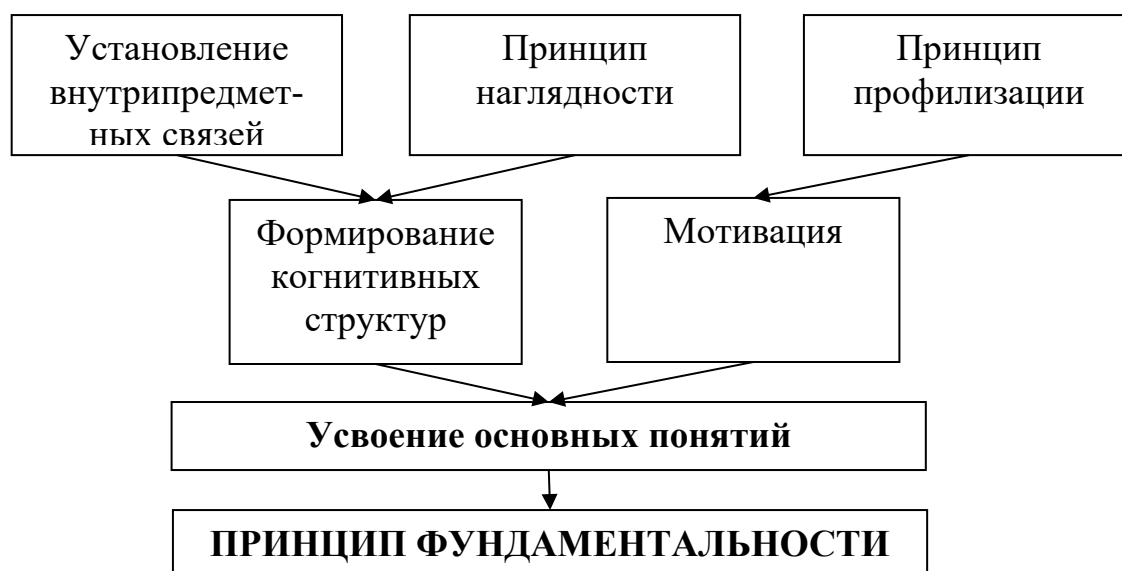 Установление
внутрипредмет-
ных связей
Принцип
наглядности
Принцип
профилизации
Формирование
когнитивных
структур
Мотивация
Усвоение основных понятий
ПРИНЦИП ФУНДАМЕНТАЛЬНОСТИ